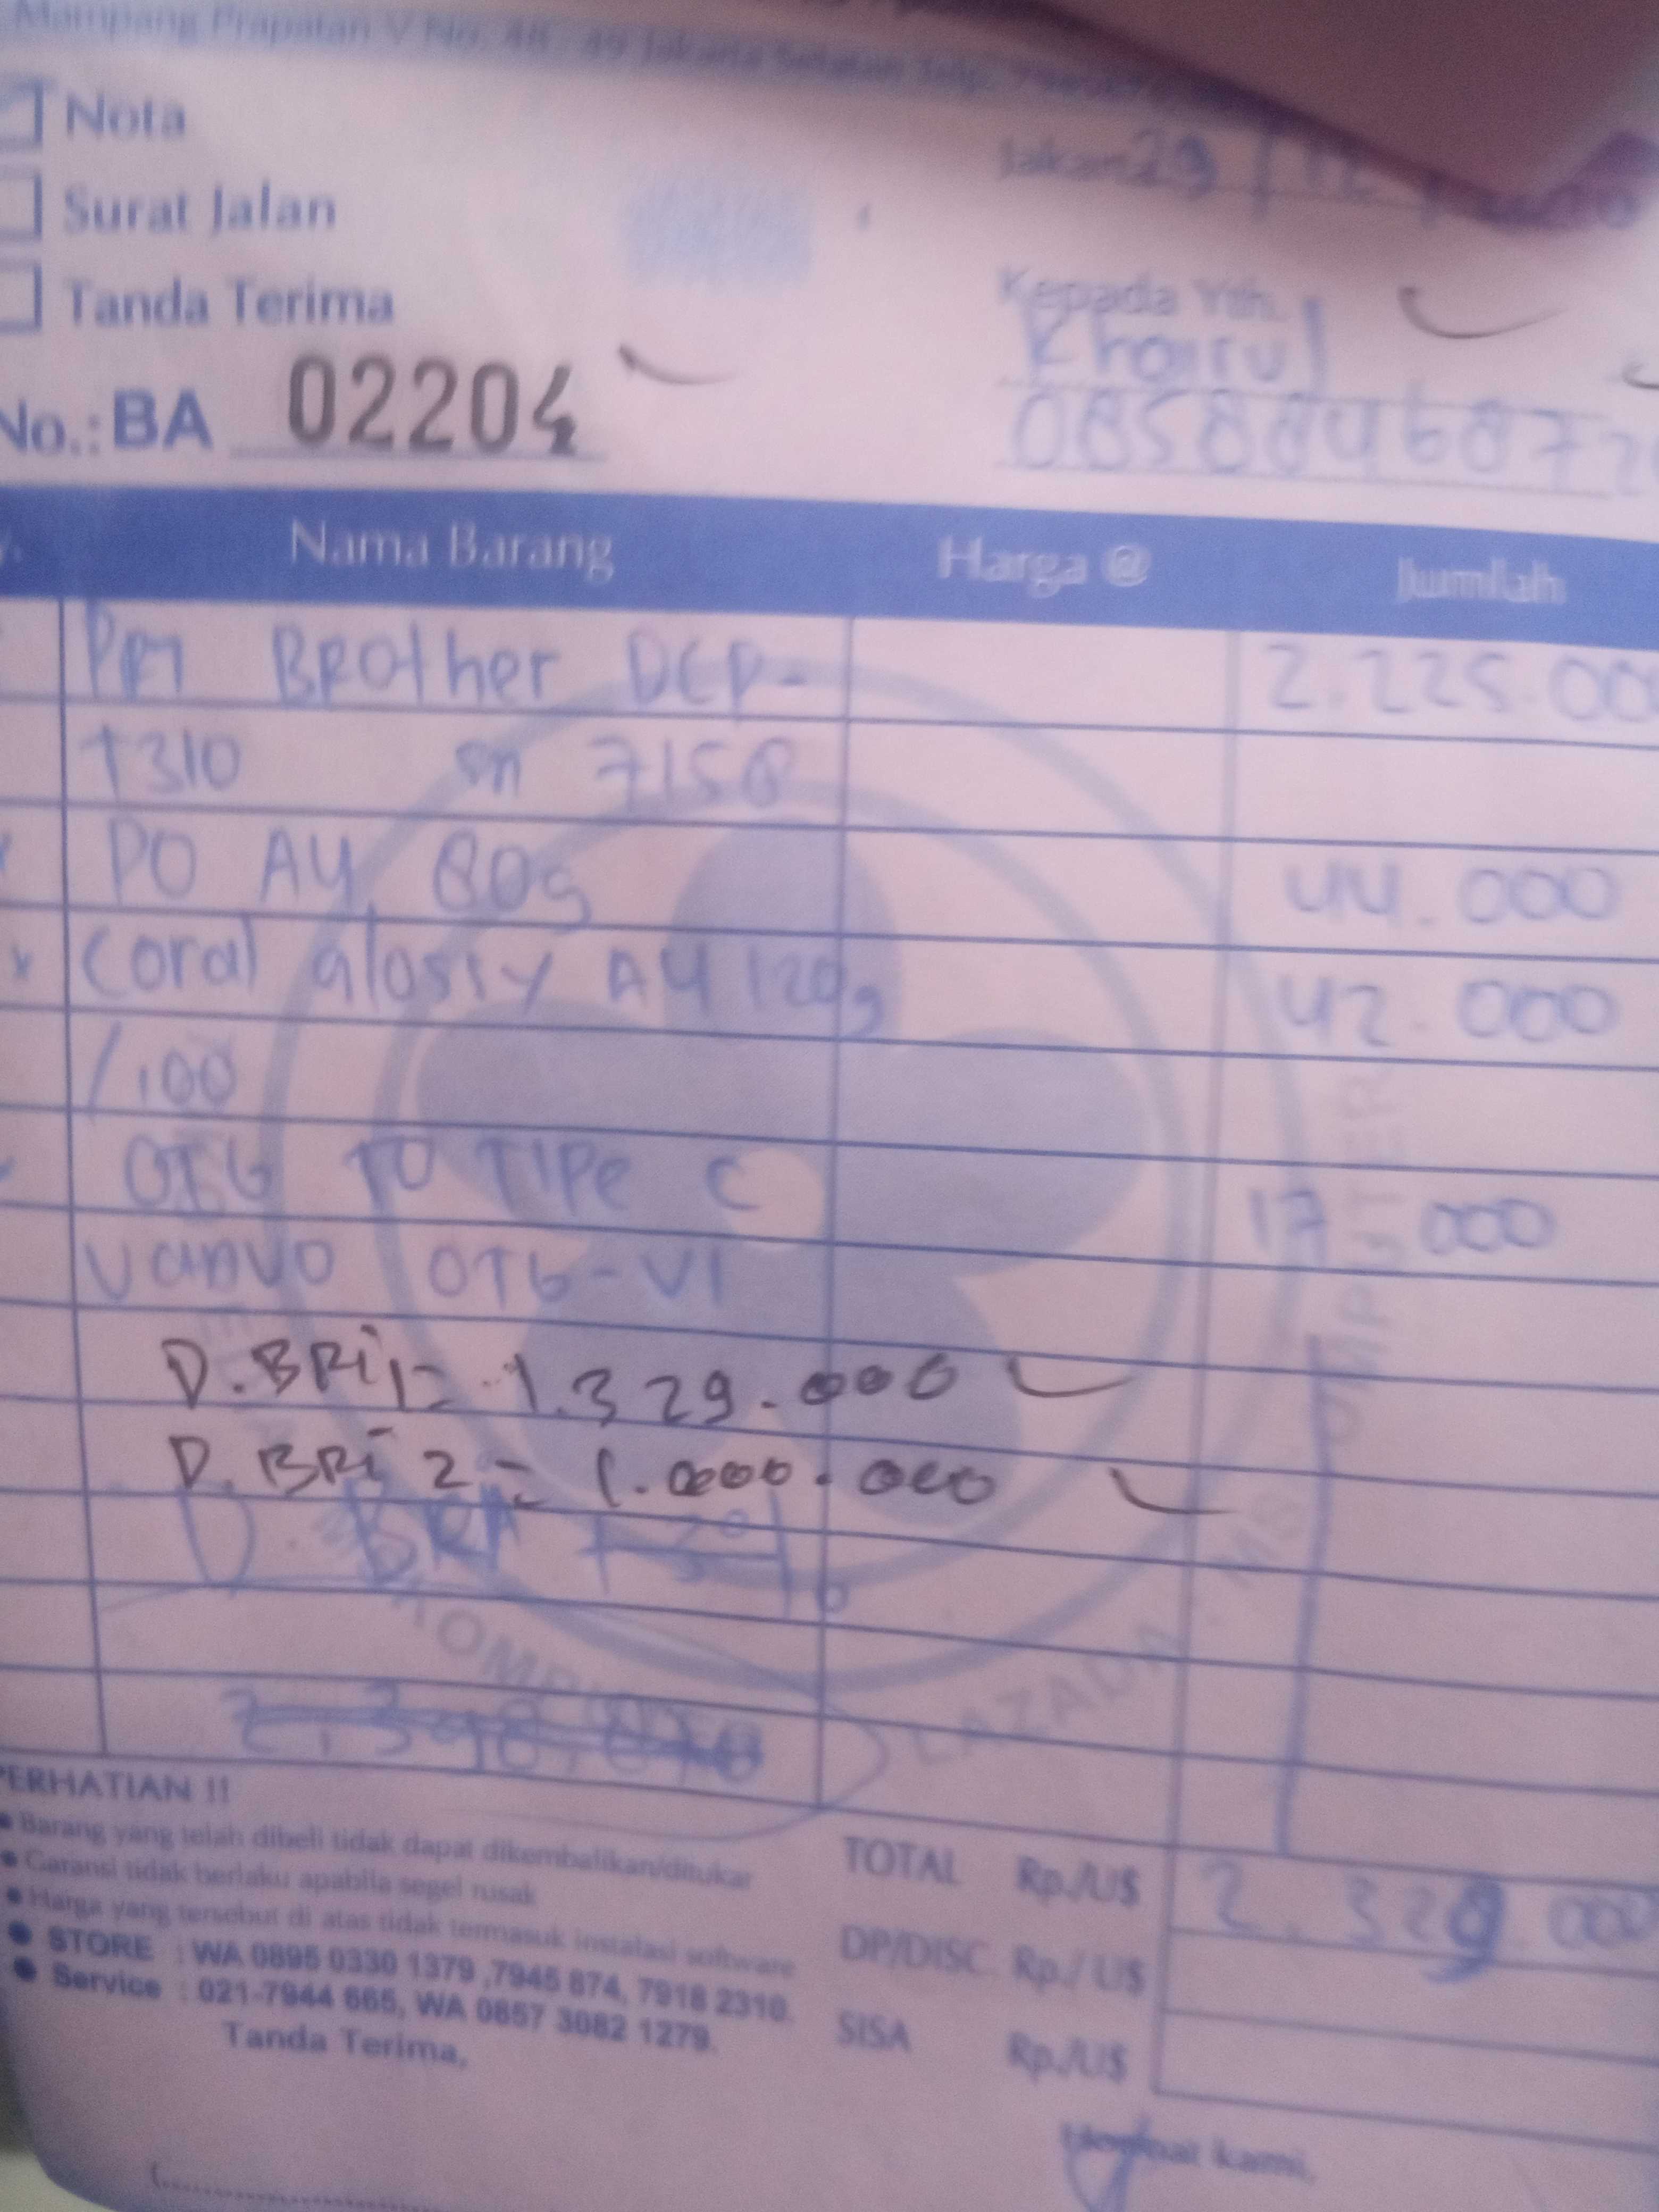 Mampang Prapatan V No. 48 - 49 Jakarta Selatan Telp.
Nota
Surat Jalan
Tanda Terima
Jakarta 29 / 12 /
Kepada Yth.
Khairul
No.: BA 02204
Nama Barang Harga @ Jumlah
Brother DCP- 2.225.000
T310 sn 7158
PO A4 80g 44.000
Coral glossy A4 120g 42.000
/100
OTG TO TIPE C 17 000
Vanvo OTG-V1
D.BRI 1= 1.329.000
D.BRI 2 = 1.000.000
LAZADA
PERHATIAN !!
Barang yang telah dibeli tidak dapat dikembalikan/ditukar
Garansi tidak berlaku apabila segel rusak
Harga yang tersebut di atas tidak termasuk instalasi software
STORE : WA 0895 0330 1379 ,7945 874, 7918 2310.
Service : 021-7944 665, WA 0857 3082 1279.
TOTAL Rp./U$ 2.329.000
DP/DISC. Rp./ U$
SISA Rp./U$
Tanda Terima,
Hormat kami,